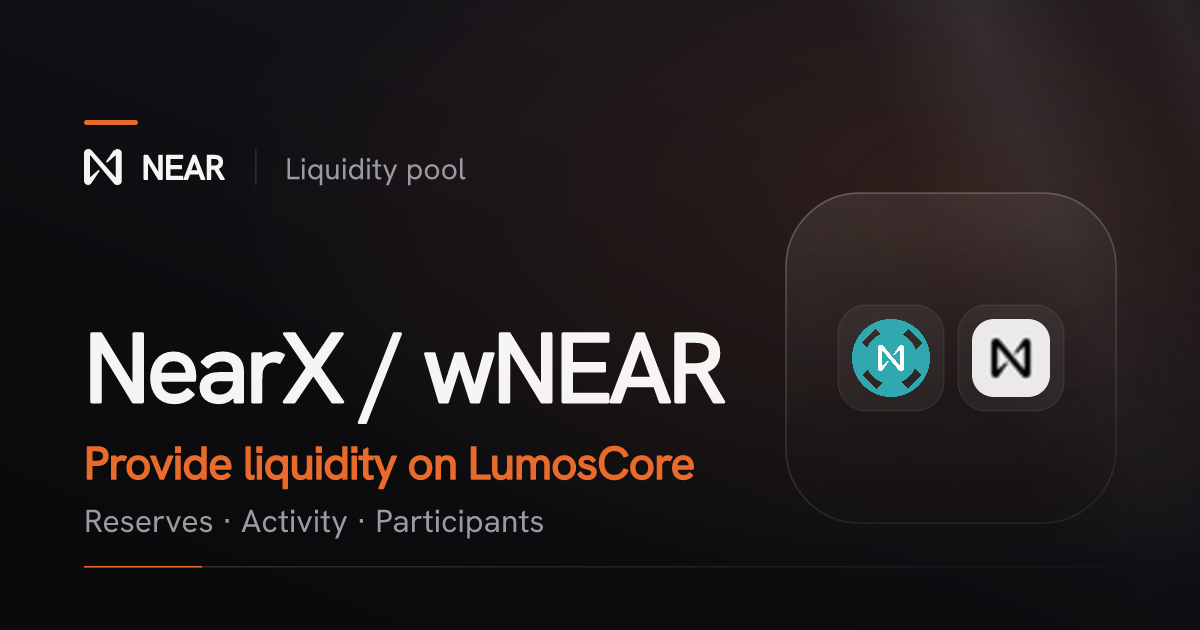 NEAR | Liquidity pool
NearX / wNEAR
Provide liquidity on LumosCore
Reserves · Activity · Participants